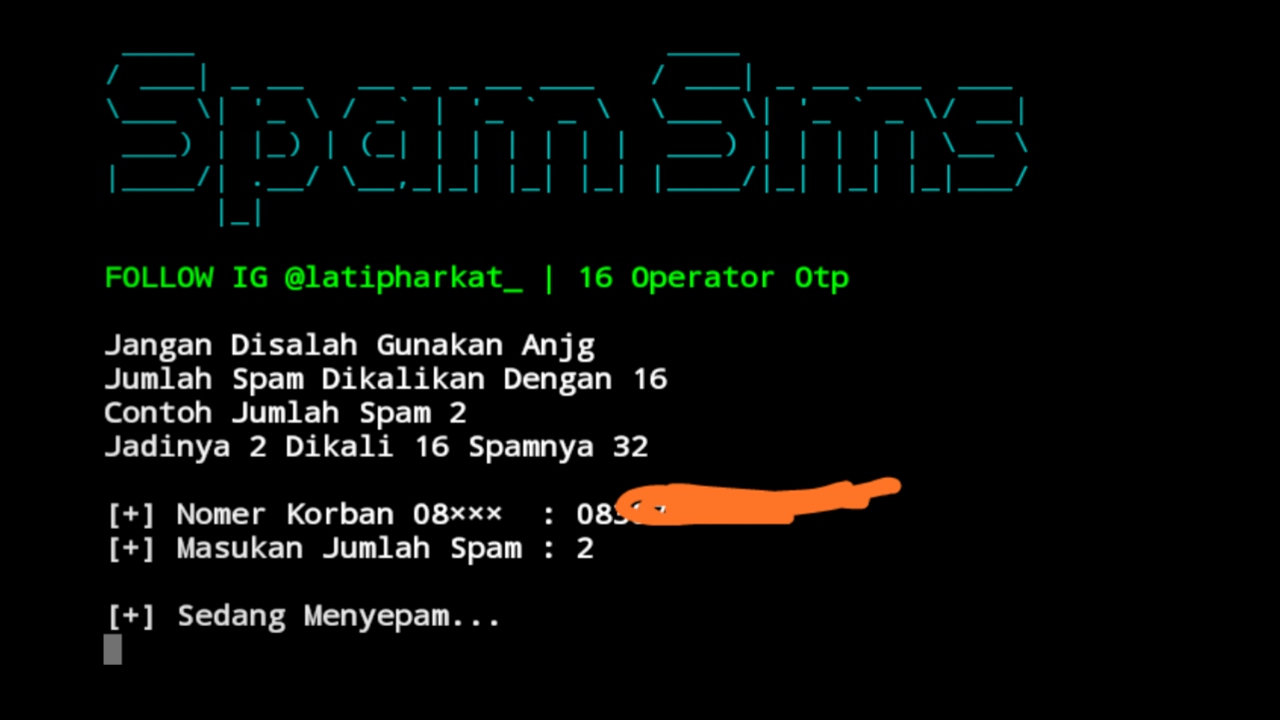 Spam Sms
FOLLOW IG @latipharkat_ | 16 Operator Otp
Jangan Disalah Gunakan Anjg
Jumlah Spam Dikalikan Dengan 16
Contoh Jumlah Spam 2
Jadinya 2 Dikali 16 Spamnya 32
[+] Nomer Korban 08××× : 08
[+] Masukan Jumlah Spam : 2
[+] Sedang Menyepam...